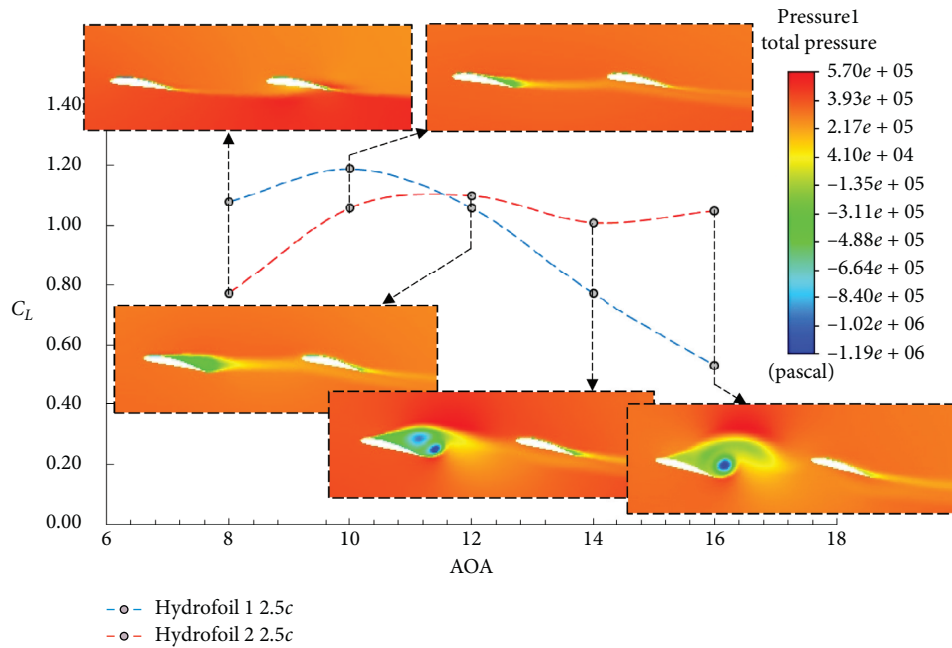 Pressure1
total pressure
5.70e + 05
3.93e + 05
2.17e + 05
4.10e + 04
–1.35e + 05
–3.11e + 05
–4.88e + 05
–6.64e + 05
–8.40e + 05
–1.02e + 06
–1.19e + 06
(pascal)
1.40
1.20
1.00
0.80
0.60
0.40
0.20
0.00
C_L
6
8
10
12
14
16
18
AOA
Hydrofoil 1 2.5c
Hydrofoil 2 2.5c